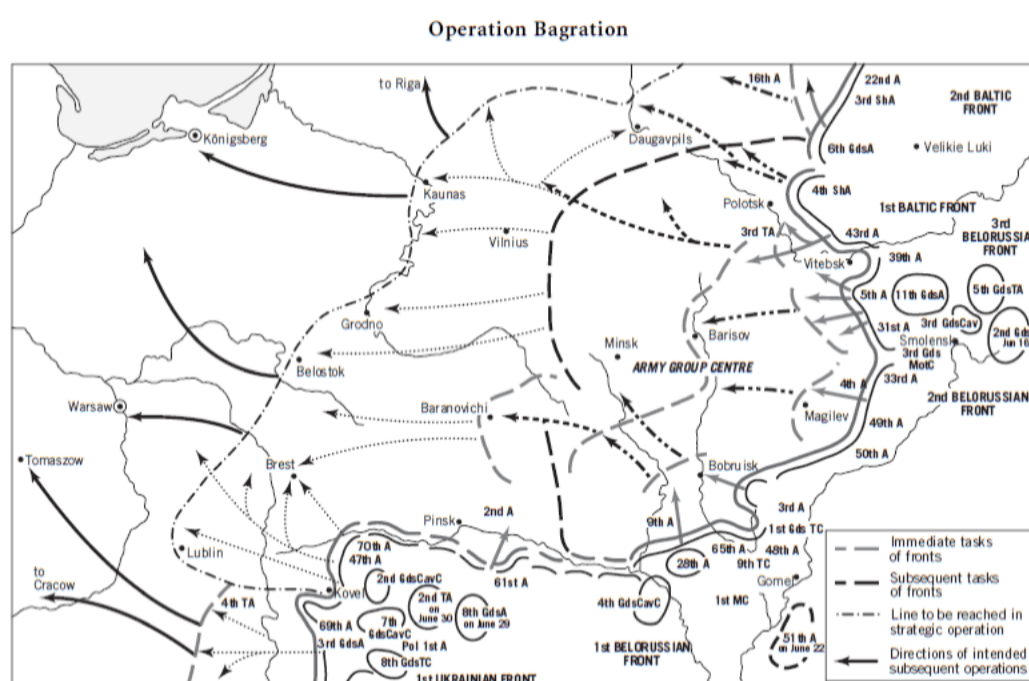 Operation Bagration
to Riga
16th A
22nd A
3rd ShA
2nd BALTIC
FRONT
Königsberg
Daugavpils
6th GdsA
Velikie Luki
Kaunas
4th ShA
Polotsk
1st BALTIC FRONT
3rd TA
43rd A
3rd
BELORUSSIAN
FRONT
Vilnius
Vitebsk
39th A
5th A
11th GdsA
5th GdsTA
Grodno
Barisov
31st A
3rd GdsCav
Smolensk
2nd Gds
Jun 16
3rd Gds
MotC
Minsk
ARMY GROUP CENTRE
Belostok
4th A
33rd A
2nd BELORUSSIAN
FRONT
Warsaw
Baranovichi
Magilev
49th A
50th A
Tomaszow
Brest
Bobruisk
2nd A
Pinsk
9th A
3rd A
1st Gds TC
Lublin
70th A
47th A
65th A
48th A
9th TC
28th A
to
Cracow
Kovel
2nd GdsCavC
61st A
Gomel
4th TA
2nd TA
on
June 30
8th GdsA
on June 29
4th GdsCavC
1st MC
69th A
7th
GdsCavC
3rd GdsA
Pol 1st A
8th GdsTC
1st BELORUSSIAN
FRONT
51th A
on June 22
1st UKRAINIAN FRONT
Immediate tasks
of fronts
Subsequent tasks
of fronts
Line to be reached in
strategic operation
Directions of intended
subsequent operations